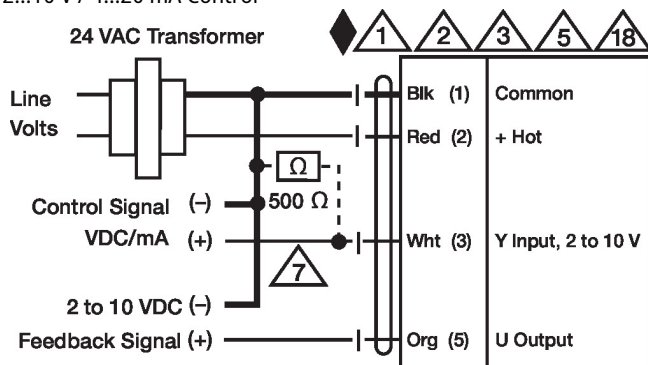 2...10 V / 4...20 mA Control
24 VAC Transformer
1 2 3 5 18
Line
Volts
Blk (1) Common
Red (2) + Hot
Ω
500 Ω
Control Signal (−)
VDC/mA (+)
Wht (3) Y Input, 2 to 10 V
7
2 to 10 VDC (−)
Feedback Signal (+)
Org (5) U Output